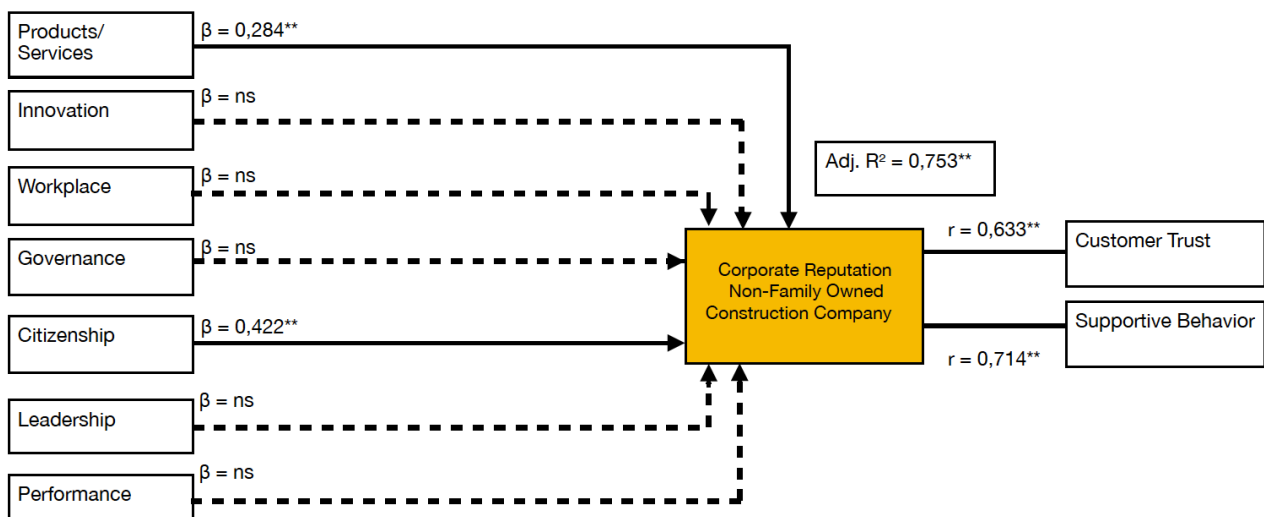 Products/
Services
β = 0,284**
Innovation
β = ns
Workplace
β = ns
Governance
β = ns
Citizenship
β = 0,422**
Leadership
β = ns
Performance
β = ns
Adj. R² = 0,753**
Corporate Reputation
Non-Family Owned
Construction Company
r = 0,633**
Customer Trust
Supportive Behavior
r = 0,714**